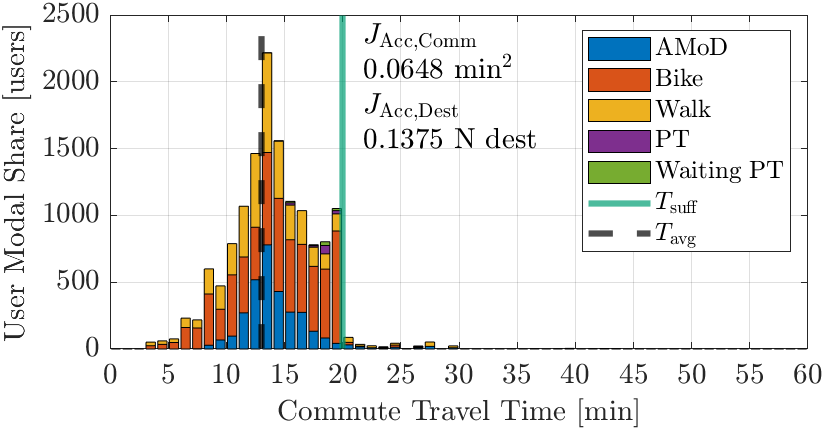 User Modal Share [users]
2500
2000
1500
1000
500
0
J_Acc,Comm
0.0648 min²
J_Acc,Dest
0.1375 N dest
AMoD
Bike
Walk
PT
Waiting PT
T_suff
T_avg
0 5 10 15 20 25 30 35 40 45 50 55 60
Commute Travel Time [min]